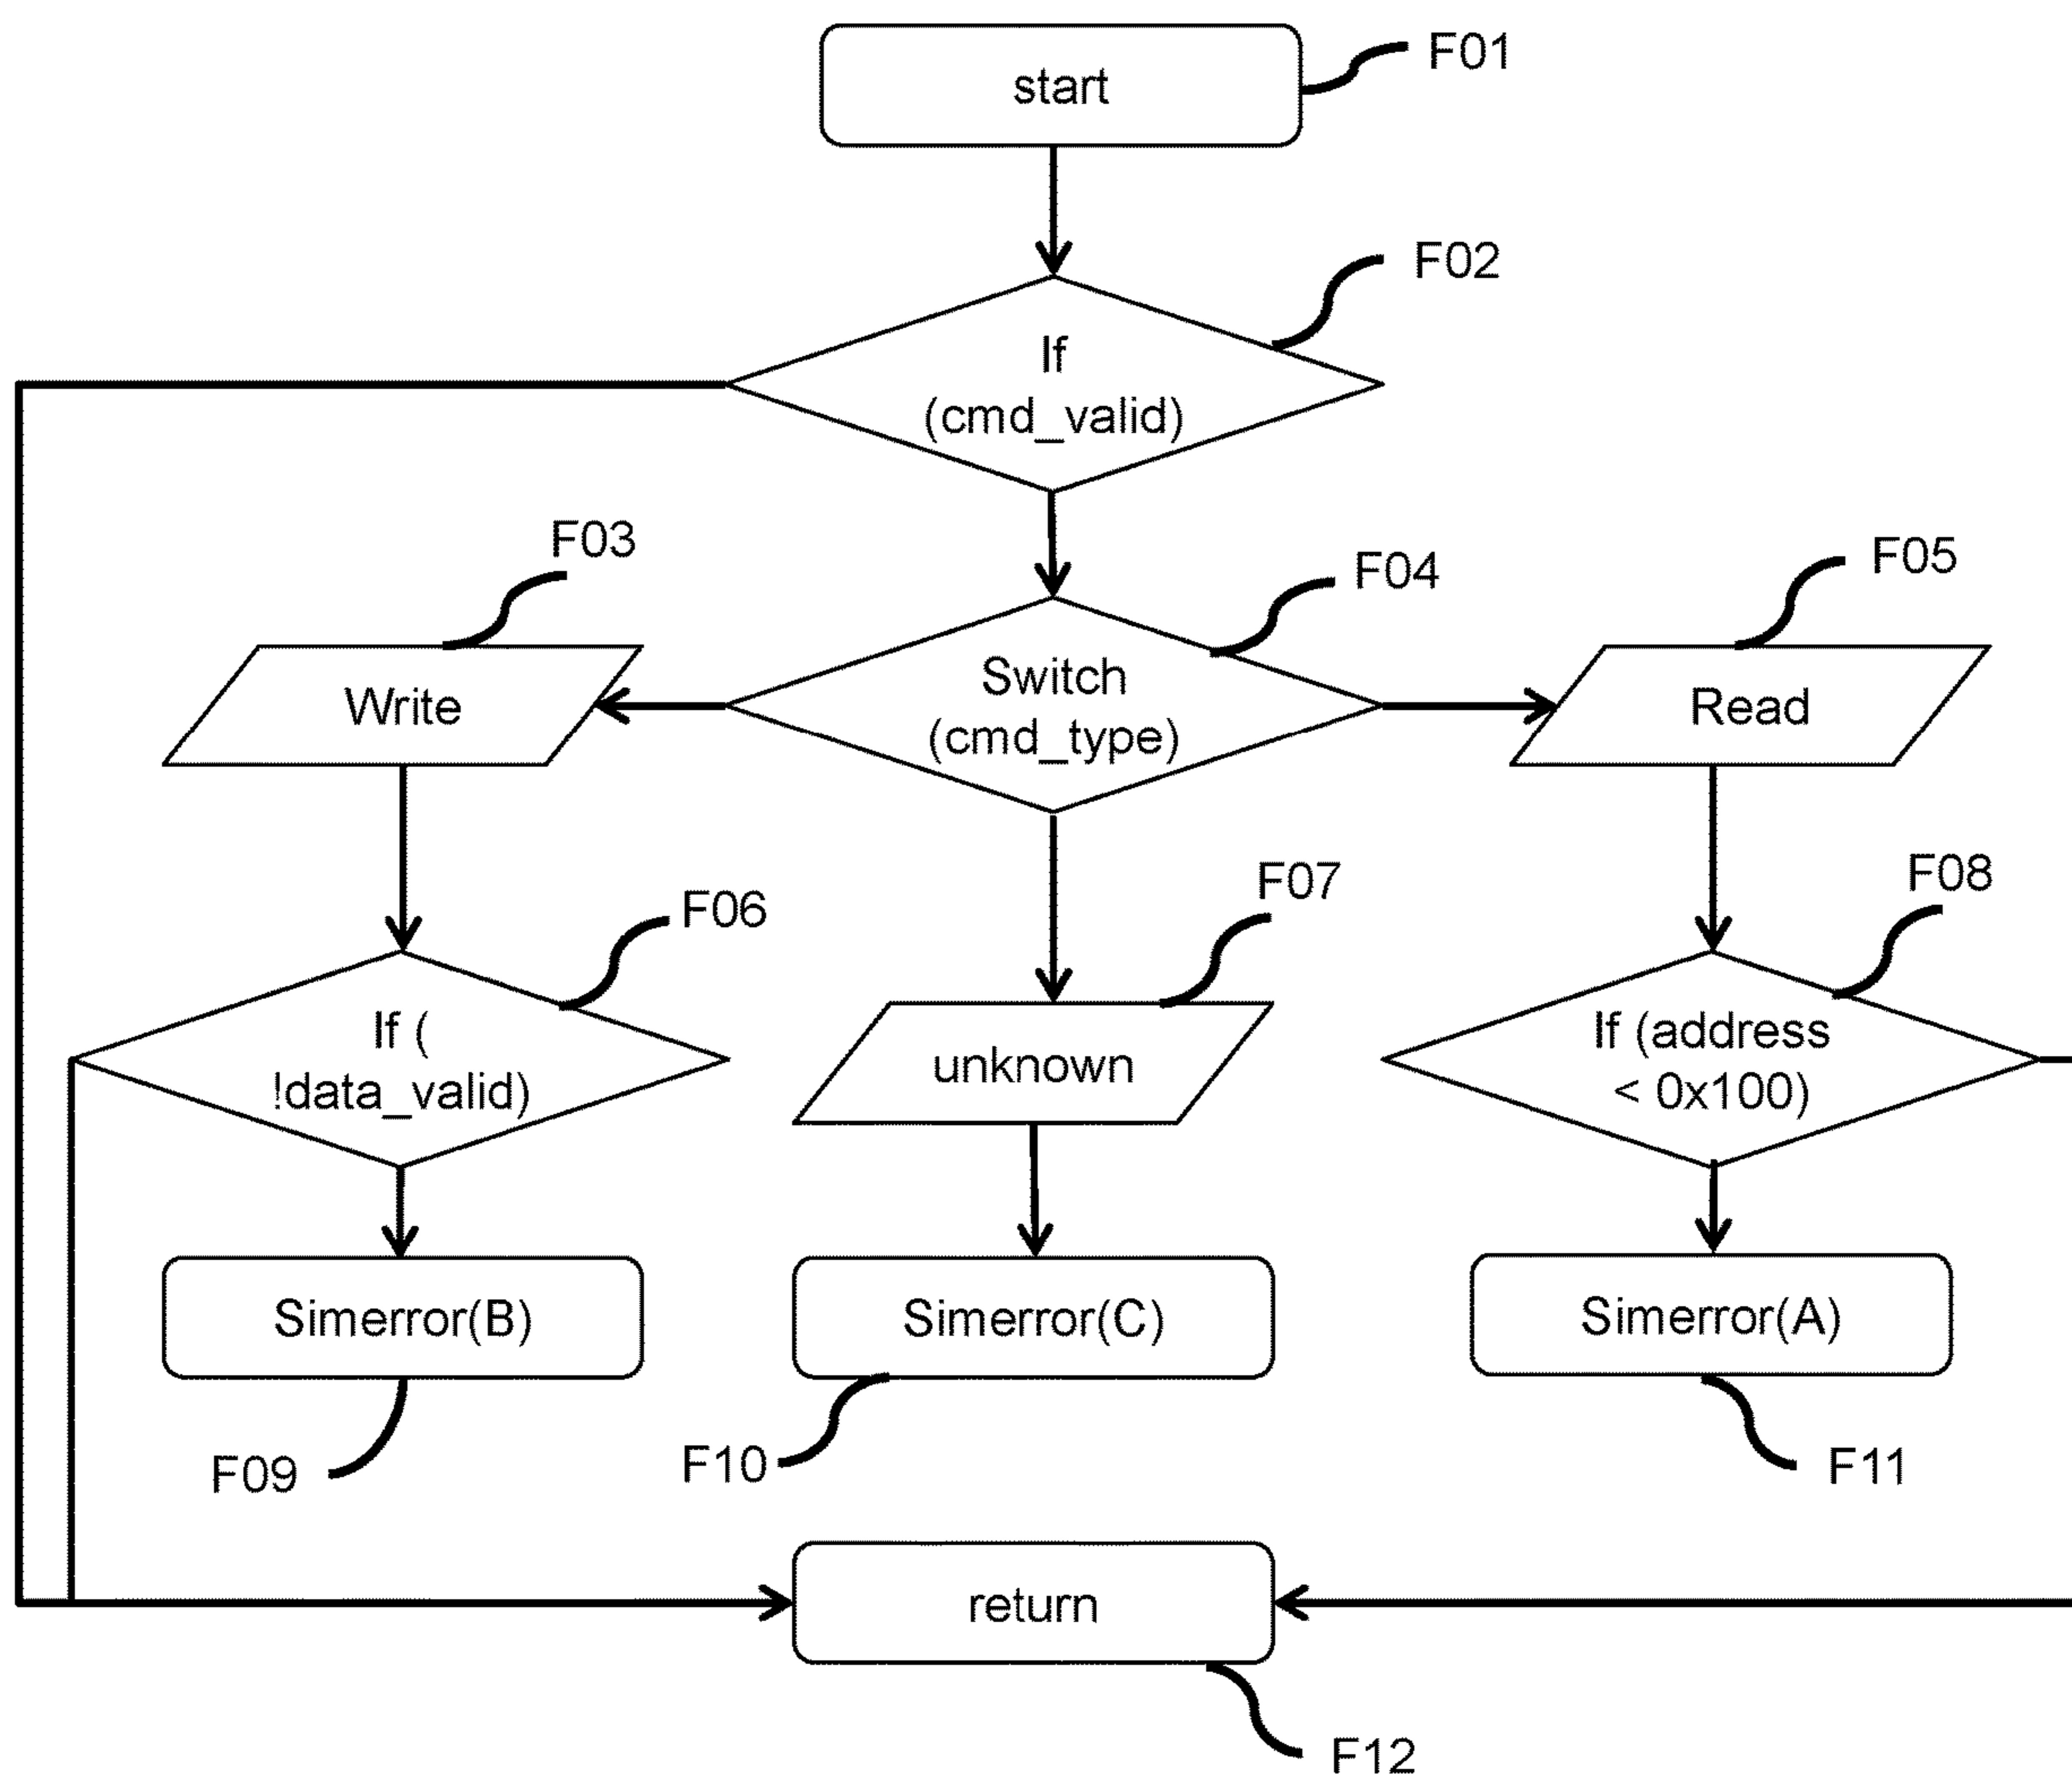 start
F01
F02
If
(cmd_valid)
F03
F04
F05
Write
Switch
(cmd_type)
Read
F06
F07
F08
If (
!data_valid)
unknown
If (address
< 0x100)
Simerror(B)
Simerror(C)
Simerror(A)
F09
F10
F11
return
F12